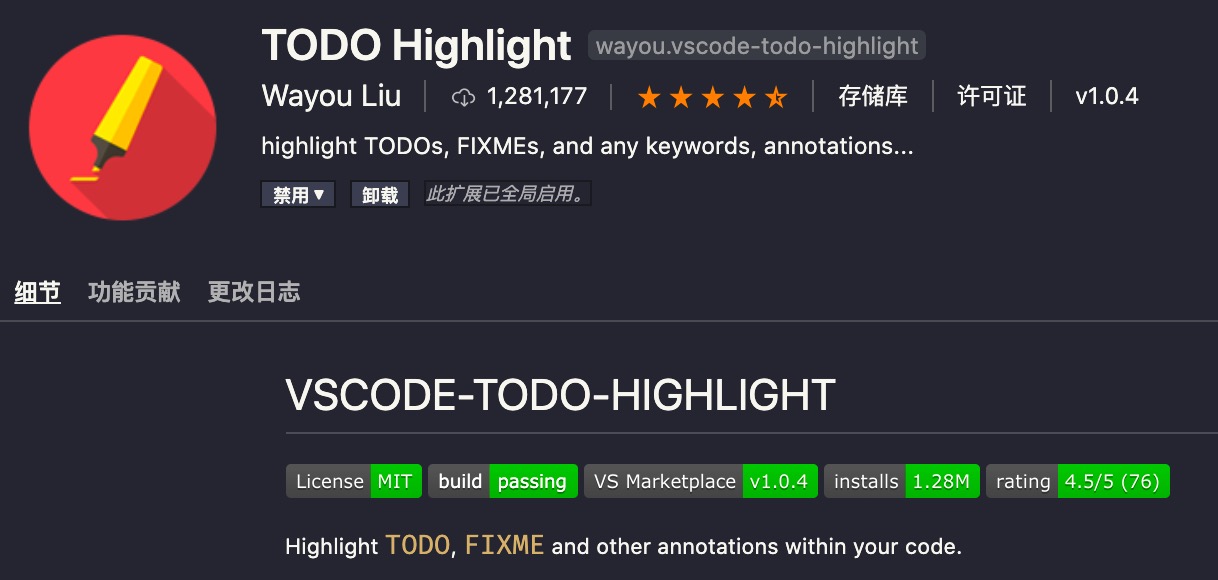 TODO Highlight wayou.vscode-todo-highlight
Wayou Liu 1,281,177 存储库 许可证 v1.0.4
highlight TODOs, FIXMEs, and any keywords, annotations...
禁用▼ 卸载 此扩展已全局启用。
细节 功能贡献 更改日志
VSCODE-TODO-HIGHLIGHT
License MIT build passing VS Marketplace v1.0.4 installs 1.28M rating 4.5/5 (76)
Highlight TODO, FIXME and other annotations within your code.